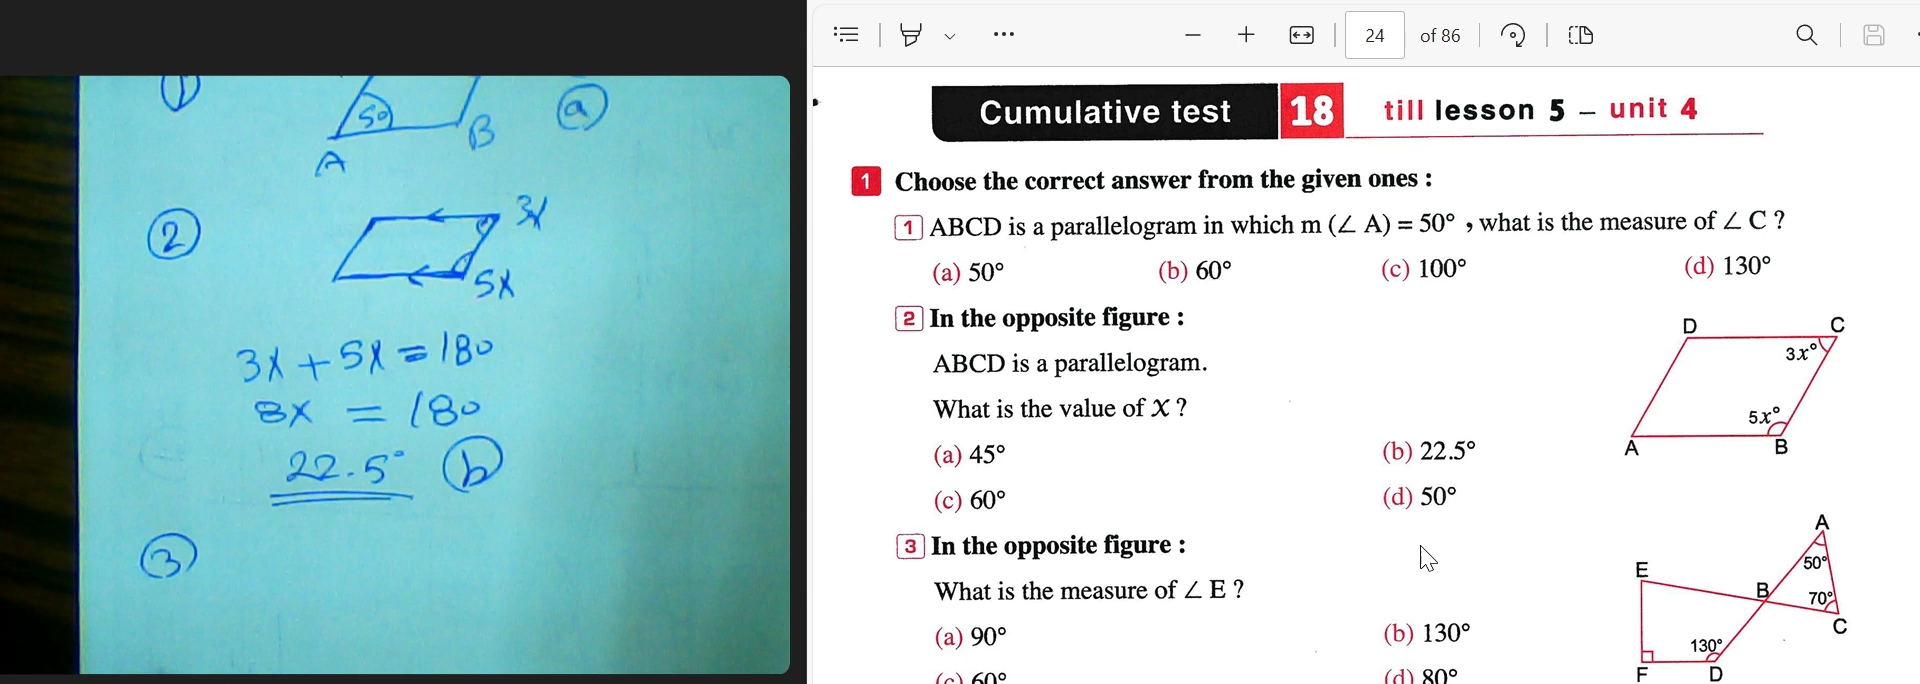 1
50
B
a
A
2
3x
5x
3x + 5x = 180
8x = 180
22.5° b
3
24 of 86
Cumulative test 18 till lesson 5 – unit 4
1 Choose the correct answer from the given ones :
1 ABCD is a parallelogram in which m (∠ A) = 50° , what is the measure of ∠ C ?
(a) 50° (b) 60° (c) 100° (d) 130°
2 In the opposite figure :
ABCD is a parallelogram.
What is the value of X ?
(a) 45° (b) 22.5°
(c) 60° (d) 50°
D C
3x°
5x°
A B
3 In the opposite figure :
What is the measure of ∠ E ?
(a) 90° (b) 130°
(c) 60° (d) 80°
A
50°
E
B 70°
C
130°
F D